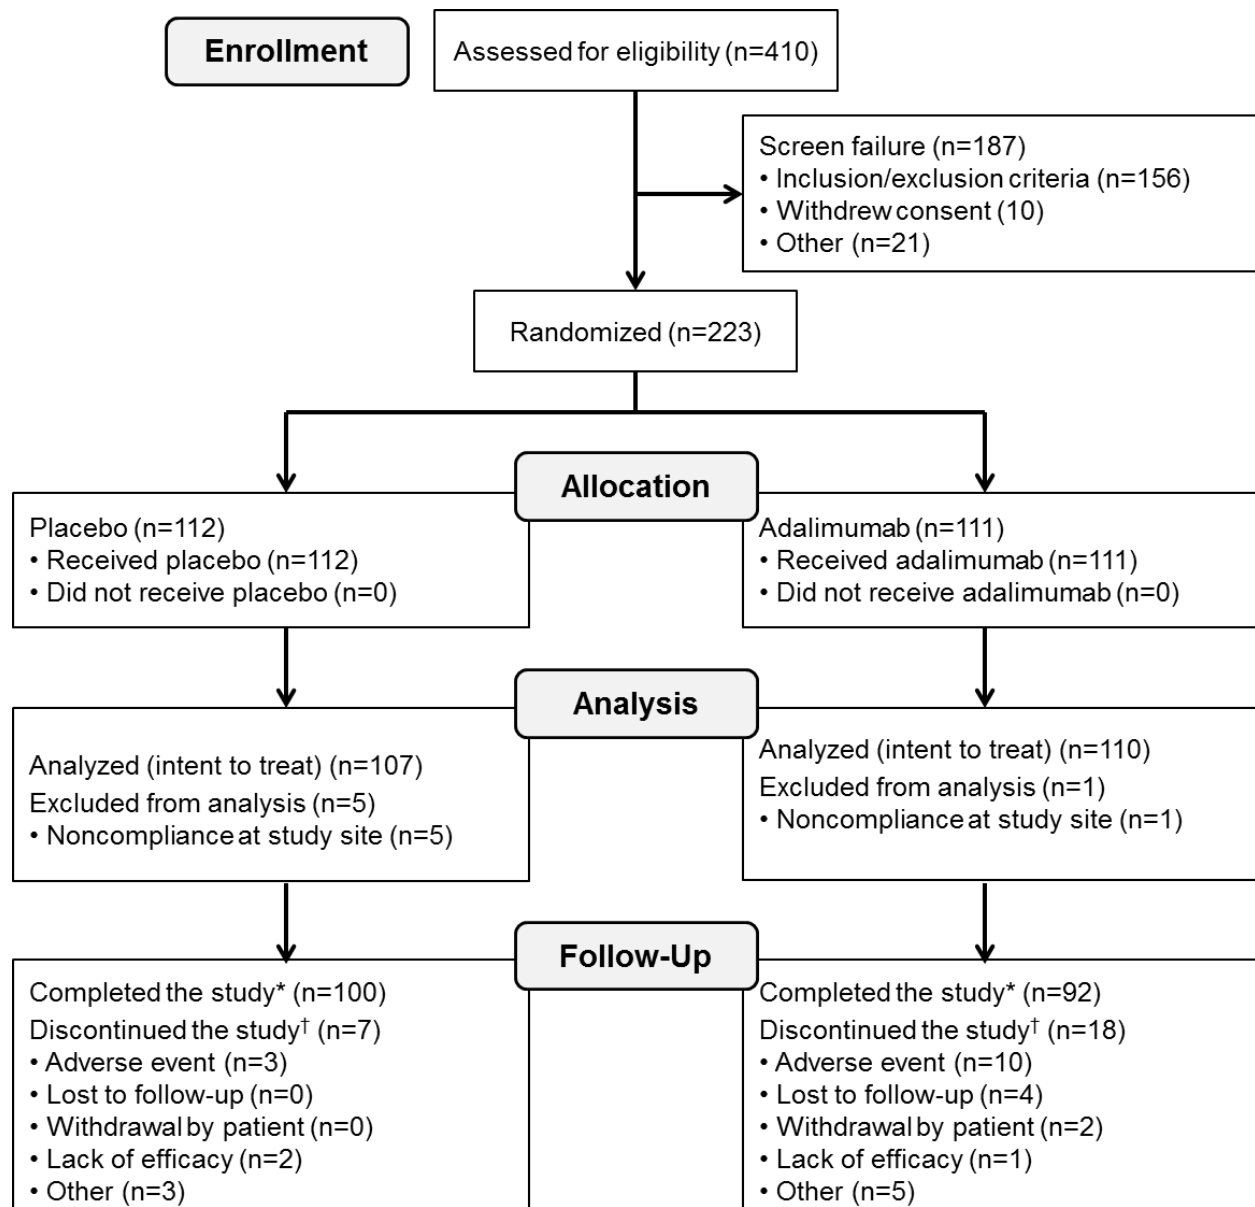 Enrollment
Assessed for eligibility (n=410)
Screen failure (n=187)
• Inclusion/exclusion criteria (n=156)
• Withdrew consent (10)
• Other (n=21)
Randomized (n=223)
Allocation
Placebo (n=112)
• Received placebo (n=112)
• Did not receive placebo (n=0)
Adalimumab (n=111)
• Received adalimumab (n=111)
• Did not receive adalimumab (n=0)
Analysis
Analyzed (intent to treat) (n=107)
Excluded from analysis (n=5)
• Noncompliance at study site (n=5)
Analyzed (intent to treat) (n=110)
Excluded from analysis (n=1)
• Noncompliance at study site (n=1)
Follow-Up
Completed the study* (n=100)
Discontinued the study† (n=7)
• Adverse event (n=3)
• Lost to follow-up (n=0)
• Withdrawal by patient (n=0)
• Lack of efficacy (n=2)
• Other (n=3)
Completed the study* (n=92)
Discontinued the study† (n=18)
• Adverse event (n=10)
• Lost to follow-up (n=4)
• Withdrawal by patient (n=2)
• Lack of efficacy (n=1)
• Other (n=5)